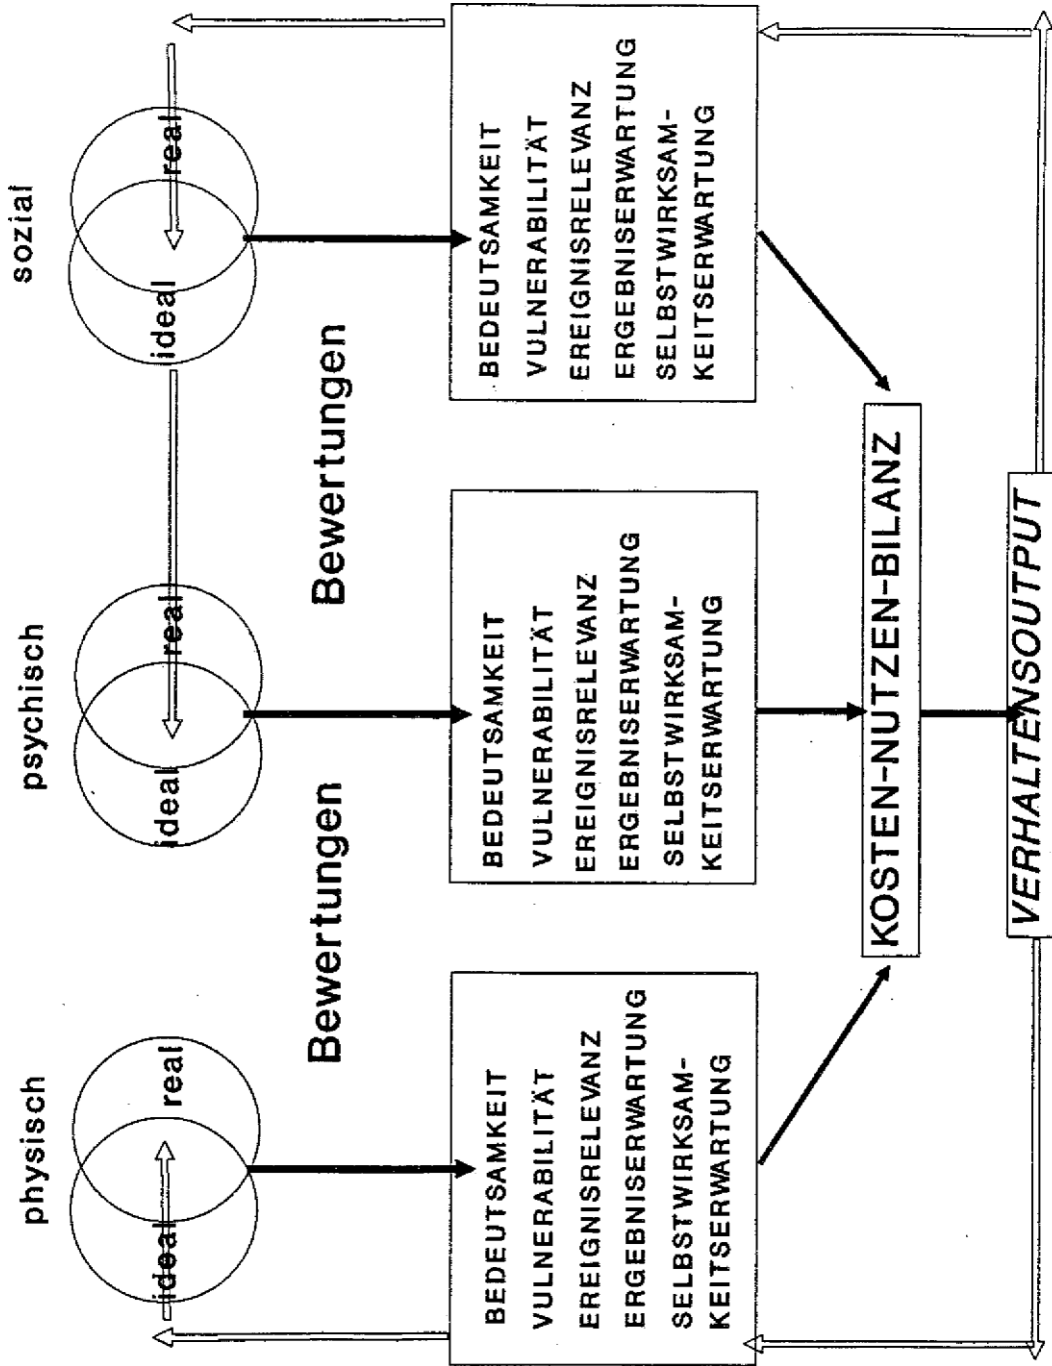 physisch
psychisch
sozial
ideal real
ideal real
ideal real
Bewertungen
Bewertungen
BEDEUTSAMKEIT
VULNERABILITÄT
EREIGNISRELEVANZ
ERGEBNISERWARTUNG
SELBSTWIRKSAM-
KEITSERWARTUNG
BEDEUTSAMKEIT
VULNERABILITÄT
EREIGNISRELEVANZ
ERGEBNISERWARTUNG
SELBSTWIRKSAM-
KEITSERWARTUNG
BEDEUTSAMKEIT
VULNERABILITÄT
EREIGNISRELEVANZ
ERGEBNISERWARTUNG
SELBSTWIRKSAM-
KEITSERWARTUNG
KOSTEN-NUTZEN-BILANZ
VERHALTENSOUTPUT